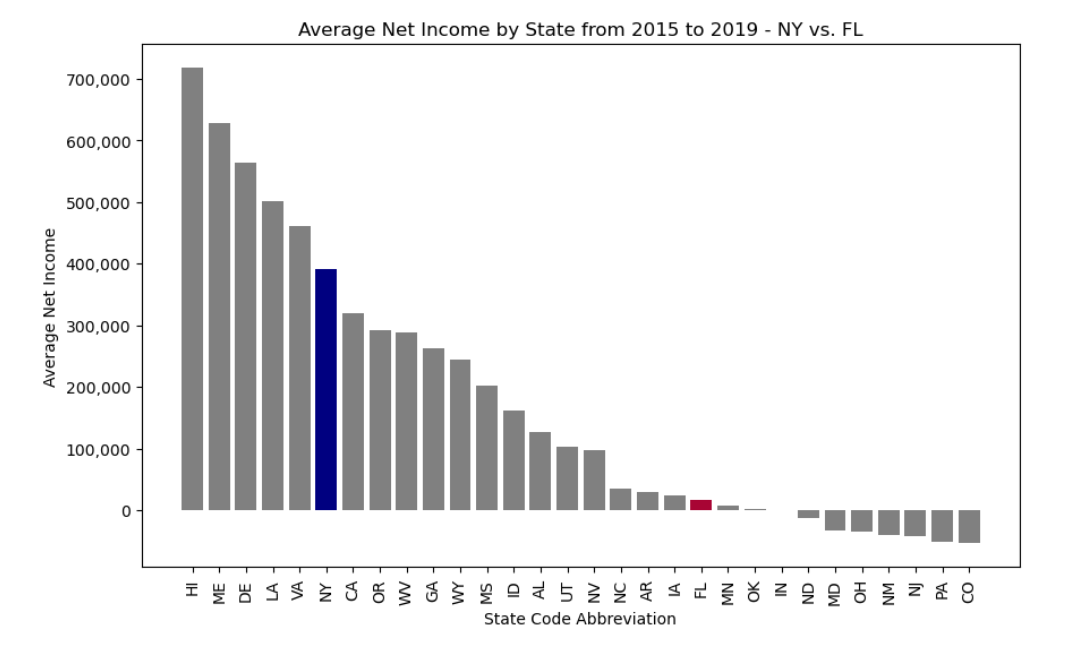 Average Net Income by State from 2015 to 2019 - NY vs. FL
Average Net Income
700,000
600,000
500,000
400,000
300,000
200,000
100,000
0
HI ME DE LA VA NY CA OR WV GA WY MS ID AL UT NV NC AR IA FL MN OK IN ND MD OH NM NJ PA CO
State Code Abbreviation